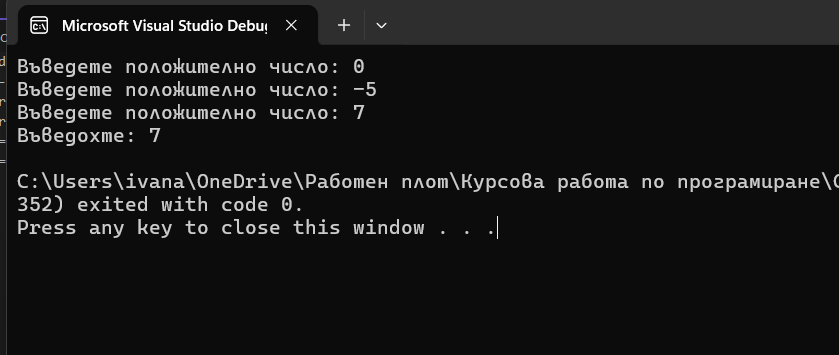 Microsoft Visual Studio Debug
Въведете положително число: 0
Въведете положително число: -5
Въведете положително число: 7
Въведохте: 7
C:\Users\ivana\OneDrive\Работен плот\Курсова работа по програмиране\
352) exited with code 0.
Press any key to close this window . . .